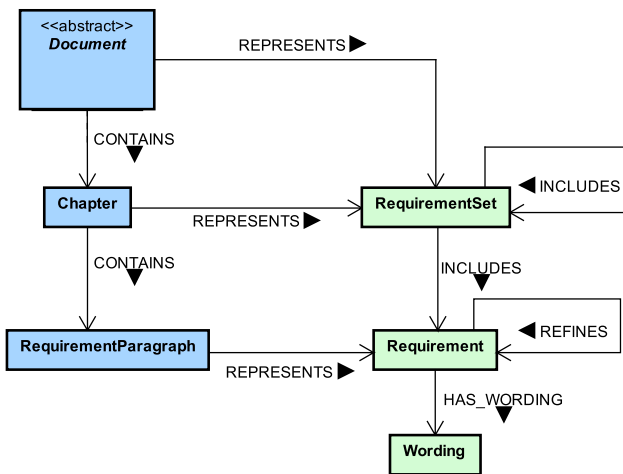 <<abstract>>
Document
REPRESENTS
CONTAINS
INCLUDES
Chapter
RequirementSet
REPRESENTS
CONTAINS
INCLUDES
REFINES
RequirementParagraph
Requirement
REPRESENTS
HAS_WORDING
Wording